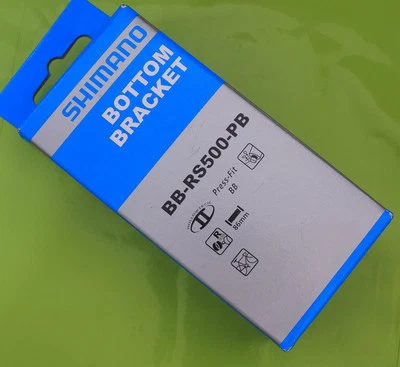 SHIMANO
BOTTOM
BRACKET
BB-RS500-PB
Press-Fit
BB
R
86mm